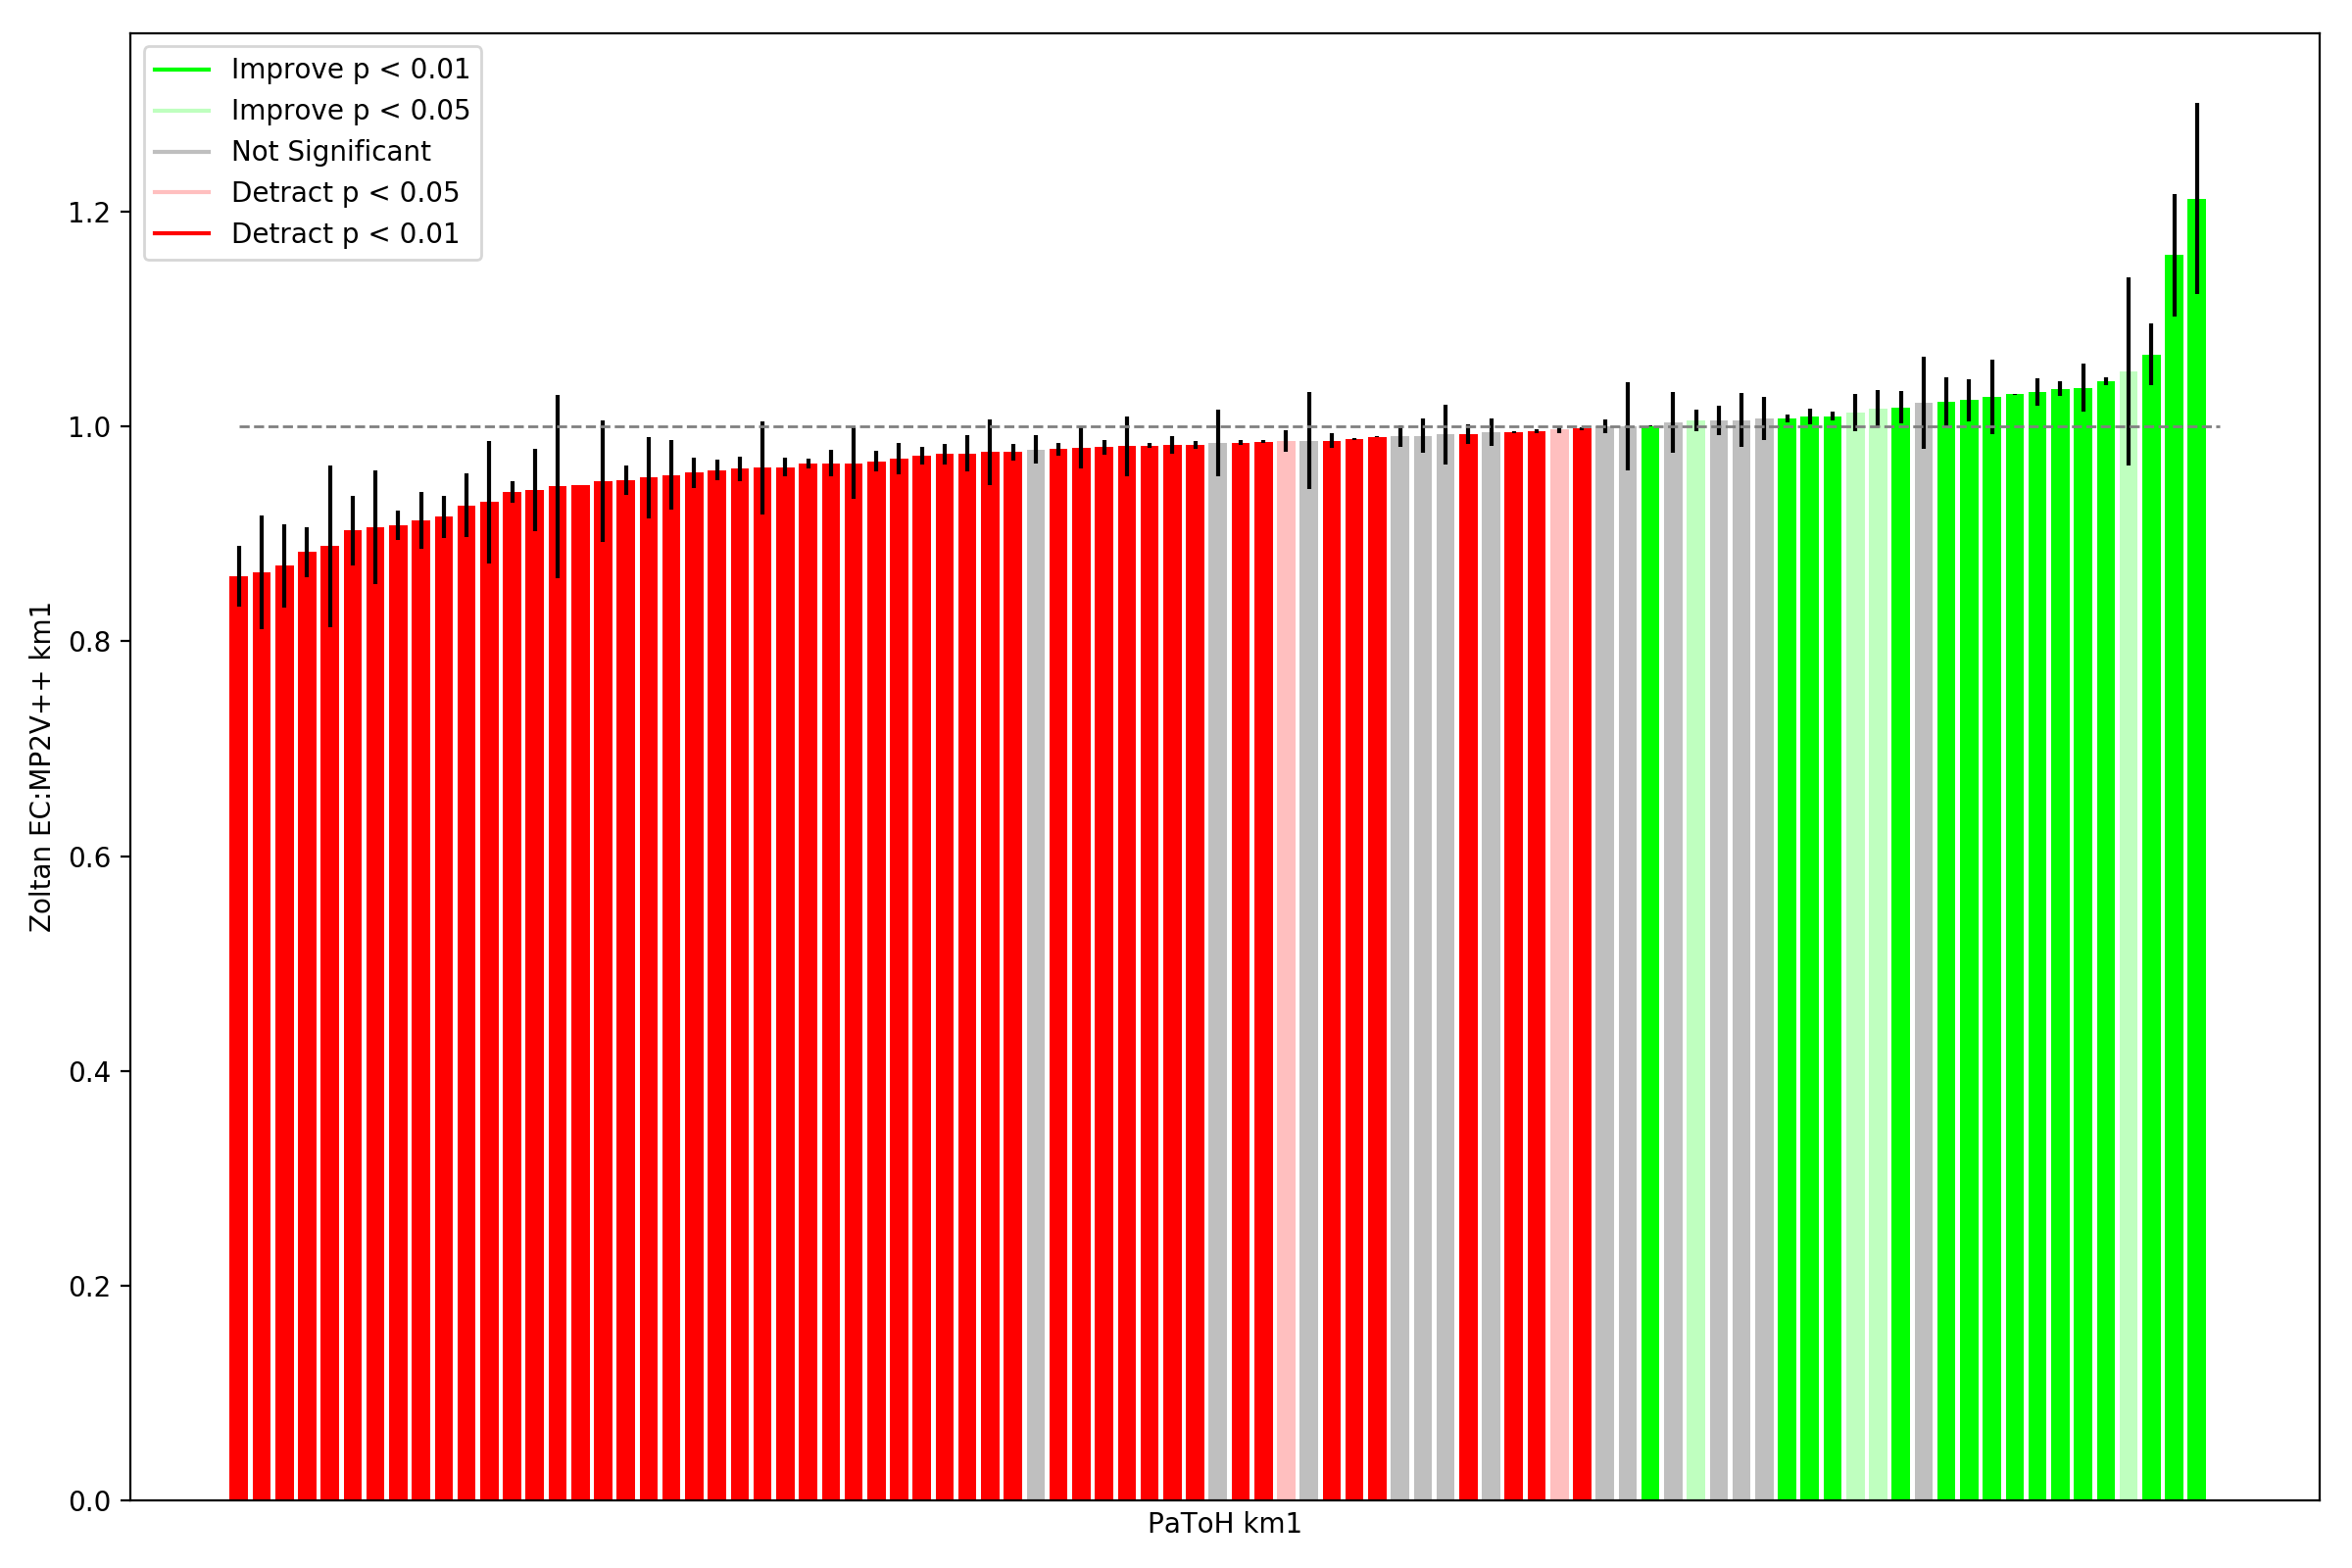 Improve p < 0.01
Improve p < 0.05
Not Significant
Detract p < 0.05
Detract p < 0.01
1.2
1.0
0.8
0.6
0.4
0.2
0.0
Zoltan EC:MP2V++ km1
PaToH km1